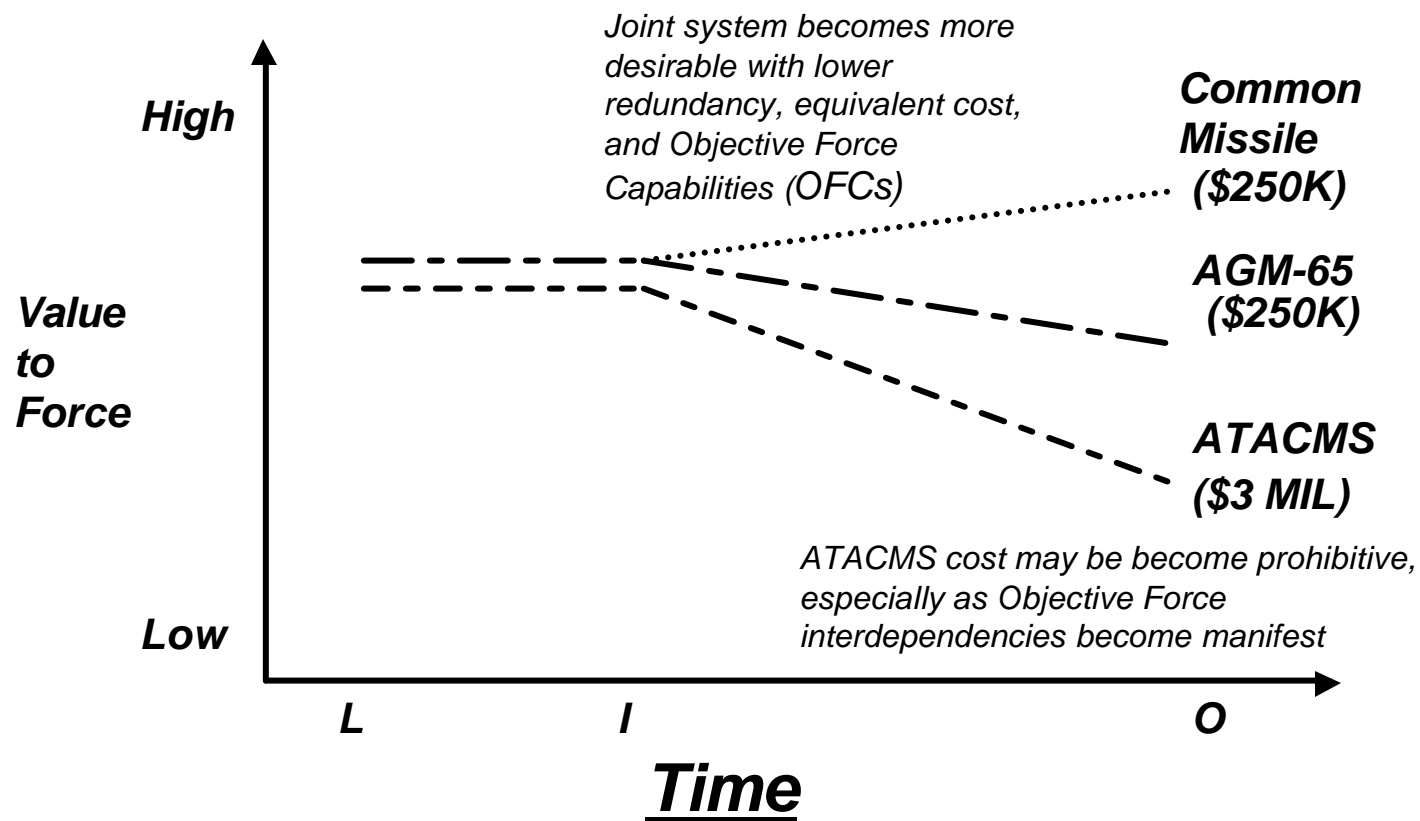 Joint system becomes more
desirable with lower
redundancy, equivalent cost,
and Objective Force
Capabilities (OFCs)
High
Common
Missile
($250K)
AGM-65
($250K)
Value
to
Force
ATACMS
($3 MIL)
ATACMS cost may be become prohibitive,
especially as Objective Force
interdependencies become manifest
Low
L
I
O
Time